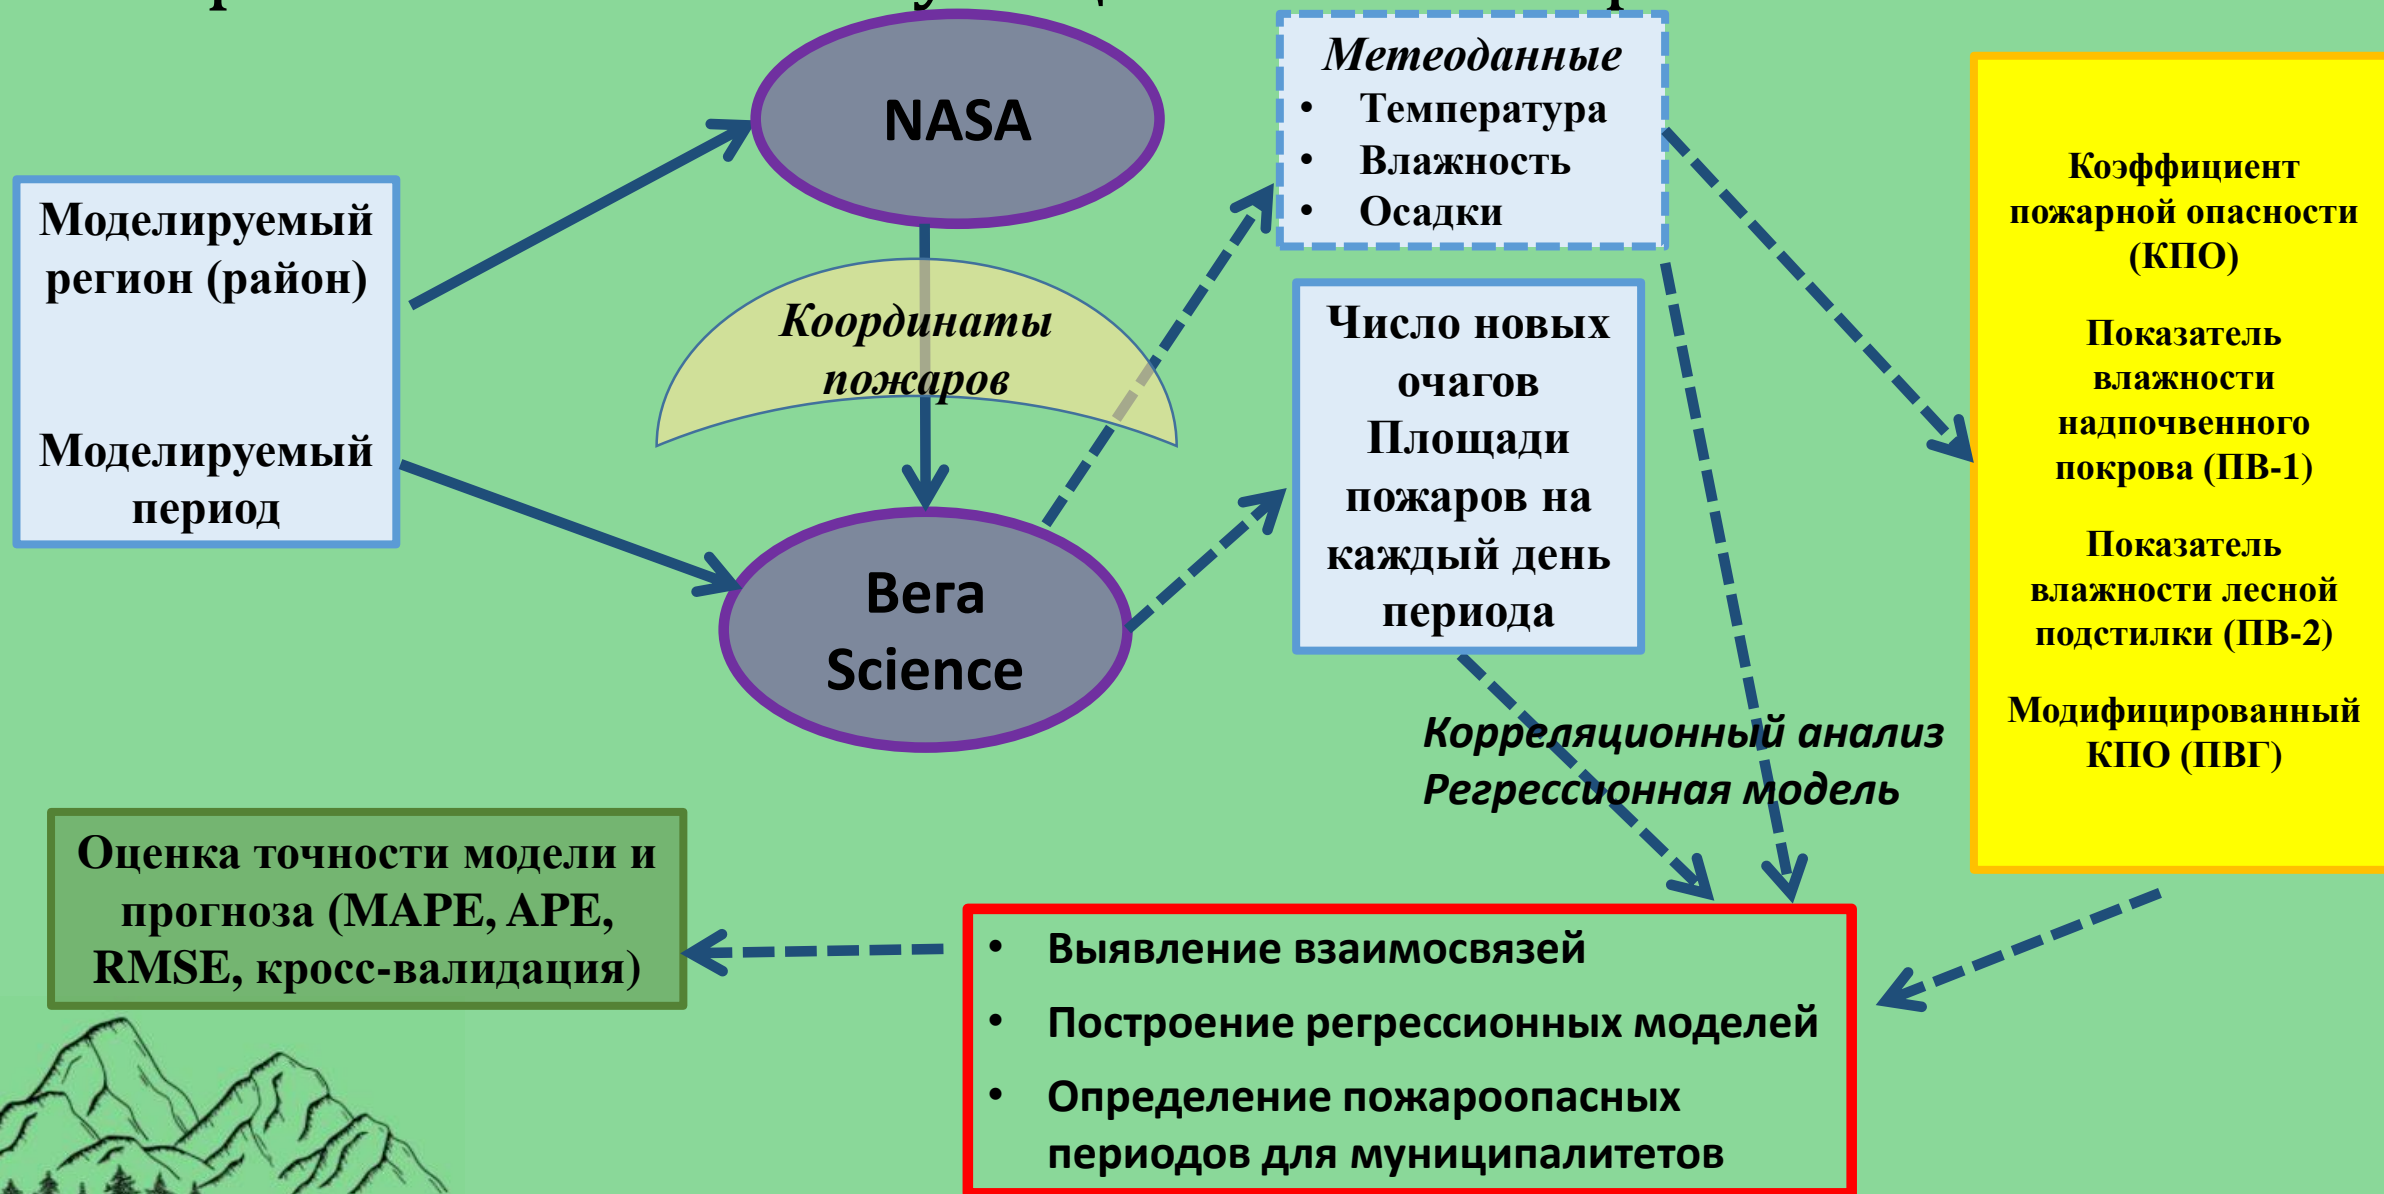 NASA
Метеоданные
• Температура
• Влажность
• Осадки
Моделируемый
регион (район)
Моделируемый
период
Координаты
пожаров
Вега
Science
Число новых
очагов
Площади
пожаров на
каждый день
периода
Коэффициент
пожарной опасности
(КПО)
Показатель
влажности
надпочвенного
покрова (ПВ-1)
Показатель
влажности лесной
подстилки (ПВ-2)
Модифицированный
КПО (ПВГ)
Корреляционный анализ
Регрессионная модель
Оценка точности модели и
прогноза (MAPE, APE,
RMSE, кросс-валидация)
• Выявление взаимосвязей
• Построение регрессионных моделей
• Определение пожароопасных
периодов для муниципалитетов